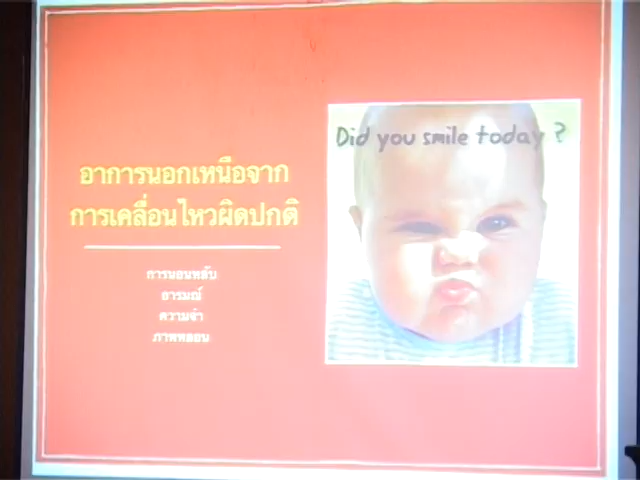 อาการนอกเหนือจาก
การเคลื่อนไหวผิดปกติ
การนอนหลับ
อารมณ์
ความจำ
ภาพหลอน
Did you smile today ?